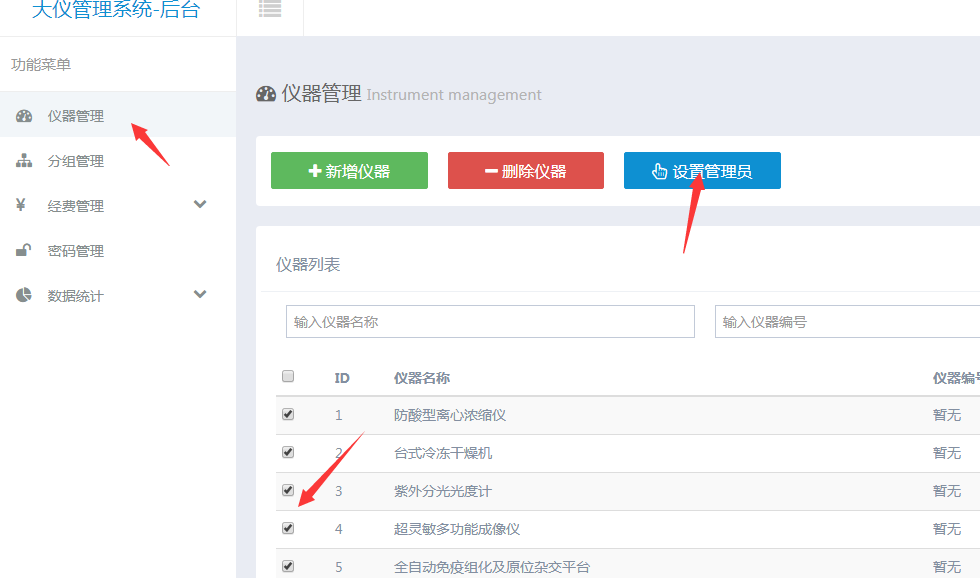 大仪管理系统-后台
功能菜单
仪器管理
分组管理
经费管理
密码管理
数据统计
仪器管理 Instrument management
新增仪器
删除仪器
设置管理员
仪器列表
输入仪器名称
输入仪器编号
ID 仪器名称 仪器编号
1 防酸型离心浓缩仪 暂无
2 台式冷冻干燥机 暂无
3 紫外分光光度计 暂无
4 超灵敏多功能成像仪 暂无
5 全自动免疫组化及原位杂交平台 暂无